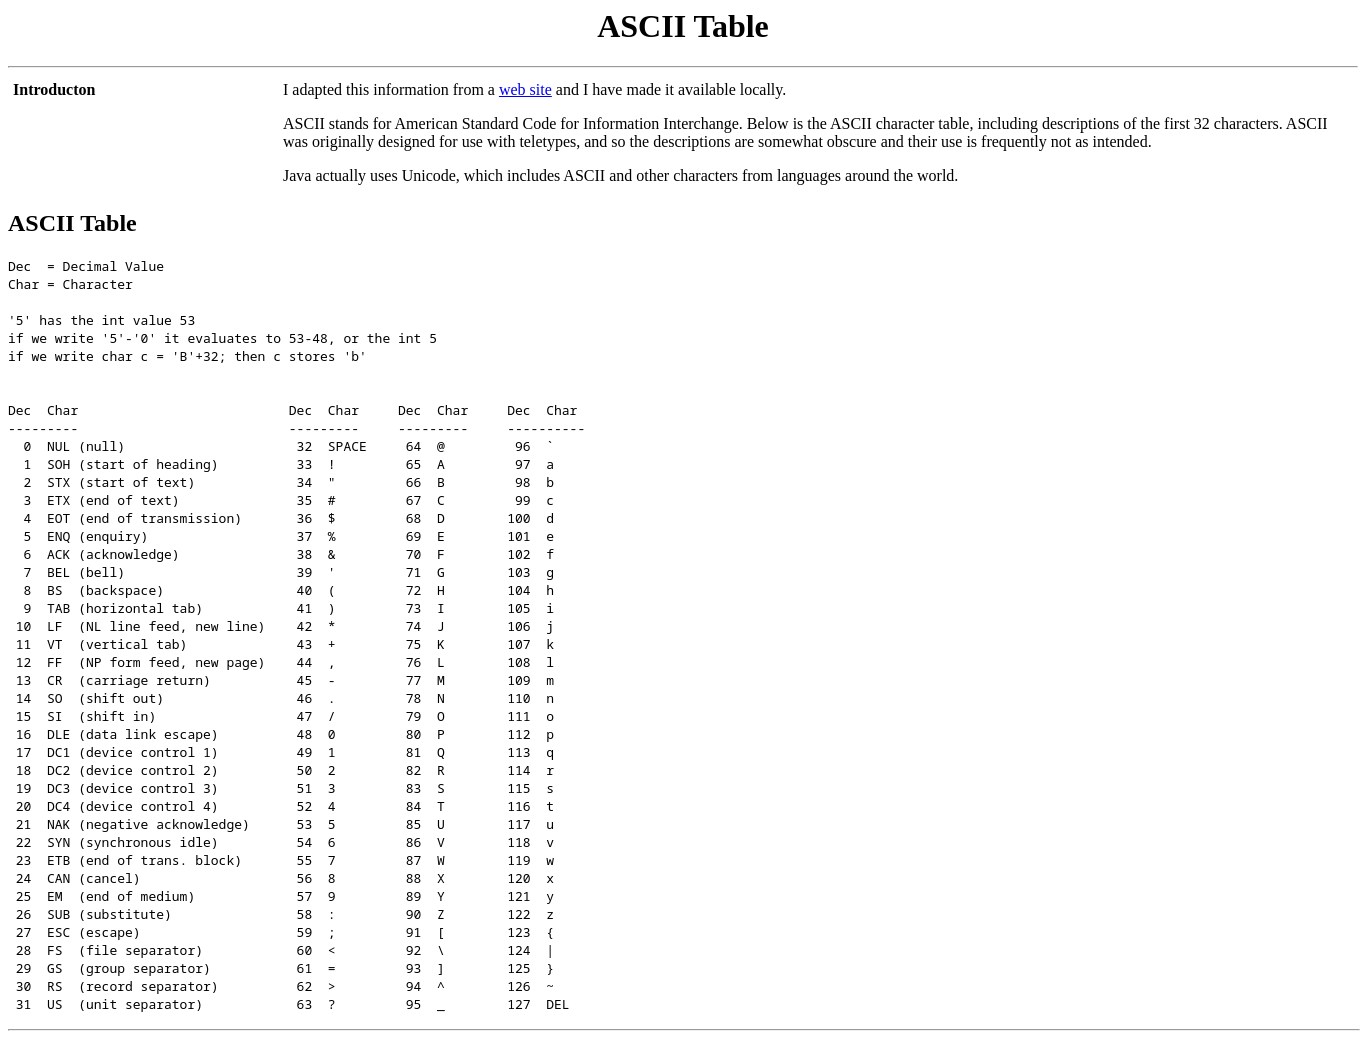 ASCII Table
Introducton
I adapted this information from a web site and I have made it available locally.
ASCII stands for American Standard Code for Information Interchange. Below is the ASCII character table, including descriptions of the first 32 characters. ASCII
was originally designed for use with teletypes, and so the descriptions are somewhat obscure and their use is frequently not as intended.
Java actually uses Unicode, which includes ASCII and other characters from languages around the world.
ASCII Table
Dec  = Decimal Value
Char = Character
'5' has the int value 53
if we write '5'-'0' it evaluates to 53-48, or the int 5
if we write char c = 'B'+32; then c stores 'b'
Dec  Char                           Dec  Char     Dec  Char     Dec  Char
---------                           ---------     ---------     ----------
  0  NUL (null)                      32  SPACE     64  @         96  `
  1  SOH (start of heading)          33  !         65  A         97  a
  2  STX (start of text)             34  "         66  B         98  b
  3  ETX (end of text)               35  #         67  C         99  c
  4  EOT (end of transmission)       36  $         68  D        100  d
  5  ENQ (enquiry)                   37  %         69  E        101  e
  6  ACK (acknowledge)               38  &         70  F        102  f
  7  BEL (bell)                      39  '         71  G        103  g
  8  BS  (backspace)                 40  (         72  H        104  h
  9  TAB (horizontal tab)            41  )         73  I        105  i
 10  LF  (NL line feed, new line)    42  *         74  J        106  j
 11  VT  (vertical tab)              43  +         75  K        107  k
 12  FF  (NP form feed, new page)    44  ,         76  L        108  l
 13  CR  (carriage return)           45  -         77  M        109  m
 14  SO  (shift out)                 46  .         78  N        110  n
 15  SI  (shift in)                  47  /         79  O        111  o
 16  DLE (data link escape)          48  0         80  P        112  p
 17  DC1 (device control 1)          49  1         81  Q        113  q
 18  DC2 (device control 2)          50  2         82  R        114  r
 19  DC3 (device control 3)          51  3         83  S        115  s
 20  DC4 (device control 4)          52  4         84  T        116  t
 21  NAK (negative acknowledge)      53  5         85  U        117  u
 22  SYN (synchronous idle)          54  6         86  V        118  v
 23  ETB (end of trans. block)       55  7         87  W        119  w
 24  CAN (cancel)                    56  8         88  X        120  x
 25  EM  (end of medium)             57  9         89  Y        121  y
 26  SUB (substitute)                58  :         90  Z        122  z
 27  ESC (escape)                    59  ;         91  [        123  {
 28  FS  (file separator)            60  <         92  \        124  |
 29  GS  (group separator)           61  =         93  ]        125  }
 30  RS  (record separator)          62  >         94  ^        126  ~
 31  US  (unit separator)            63  ?         95  _        127  DEL